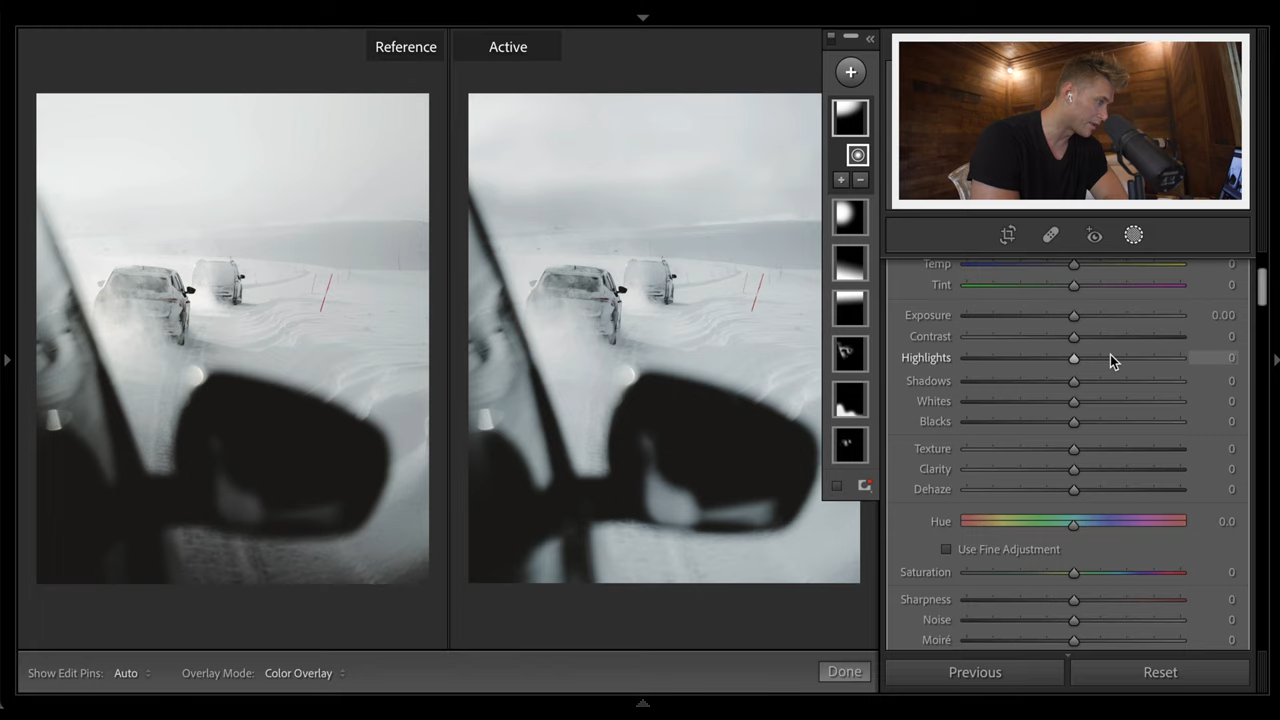 Reference
Active
Temp 0
Tint 0
Exposure 0.00
Contrast 0
Highlights 0
Shadows 0
Whites 0
Blacks 0
Texture 0
Clarity 0
Dehaze 0
Hue 0.0
Use Fine Adjustment
Saturation 0
Sharpness 0
Noise 0
Moiré 0
Show Edit Pins: Auto Overlay Mode: Color Overlay Done
Previous Reset